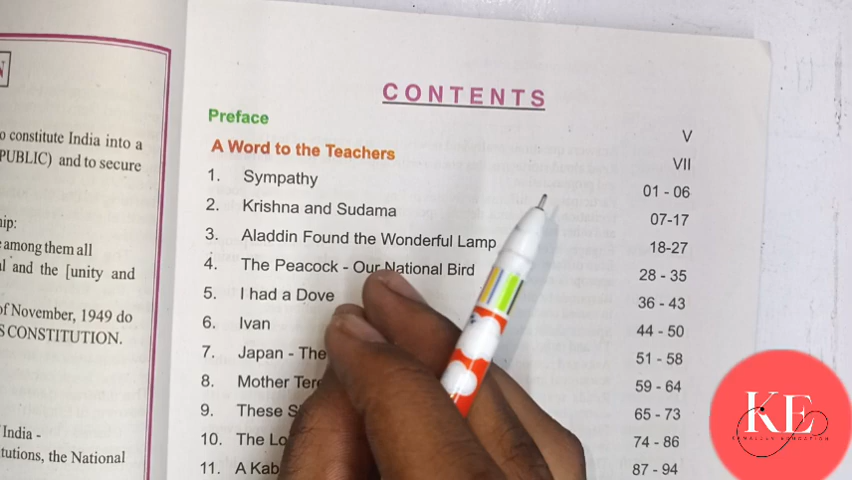 N
o constitute India into a
PUBLIC) and to secure
hip:
among them all
and the [unity and
of November, 1949 do
S CONSTITUTION.
India -
tutions, the National
CONTENTS
Preface V
A Word to the Teachers VII
1. Sympathy 01 - 06
2. Krishna and Sudama 07-17
3. Aladdin Found the Wonderful Lamp 18-27
4. The Peacock - Our National Bird 28 - 35
5. I had a Dove 36 - 43
6. Ivan 44 - 50
7. Japan - The 51 - 58
8. Mother Tere 59 - 64
9. These S 65 - 73
10. The Lo 74 - 86
11. A Kab 87 - 94
KE